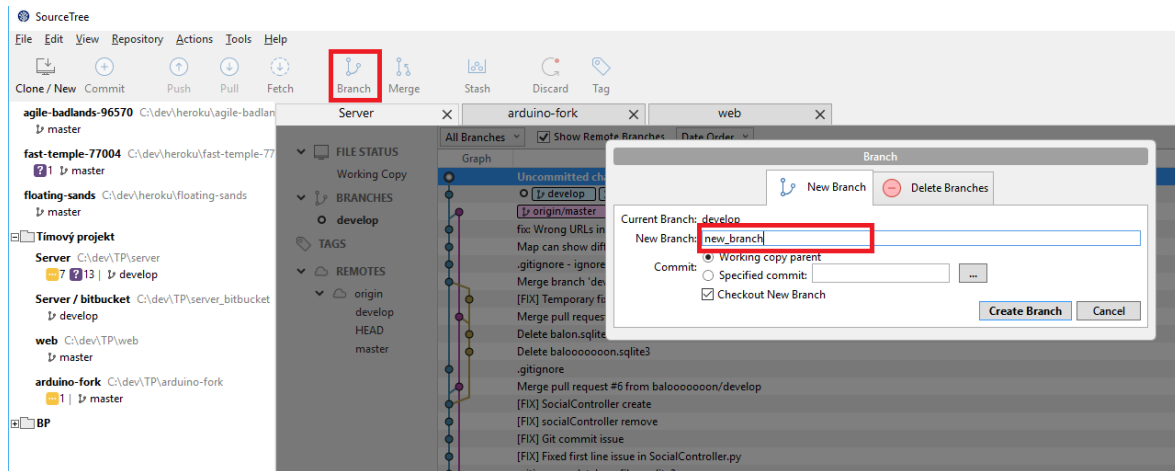 SourceTree
File Edit View Repository Actions Tools Help
Clone / New Commit Push Pull Fetch Branch Merge Stash Discard Tag
agile-badlands-96570 C:\dev\heroku\agile-badlan
master
fast-temple-77004 C:\dev\heroku\fast-temple-77
?1 master
floating-sands C:\dev\heroku\floating-sands
master
Tímový projekt
Server C:\dev\TP\server
7 ?13 | develop
Server / bitbucket C:\dev\TP\server_bitbucket
develop
web C:\dev\TP\web
master
arduino-fork C:\dev\TP\arduino-fork
1 | master
BP
Server arduino-fork web
FILE STATUS
Working Copy
BRANCHES
develop
TAGS
REMOTES
origin
develop
HEAD
master
All Branches Show Remote Branches Date Order
Graph
Uncommitted cha
develop
origin/master
fix: Wrong URLs in
Map can show diff
.gitignore - ignore
Merge branch 'dev
[FIX] Temporary fix
Merge pull request
Delete balon.sqlite
Delete balooooooon.sqlite3
.gitignore
Merge pull request #6 from balooooooon/develop
[FIX] SocialController create
[FIX] socialController remove
[FIX] Git commit issue
[FIX] Fixed first line issue in SocialController.py
Branch
New Branch Delete Branches
Current Branch: develop
New Branch: new_branch
Commit: Working copy parent
Specified commit: ...
Checkout New Branch
Create Branch Cancel